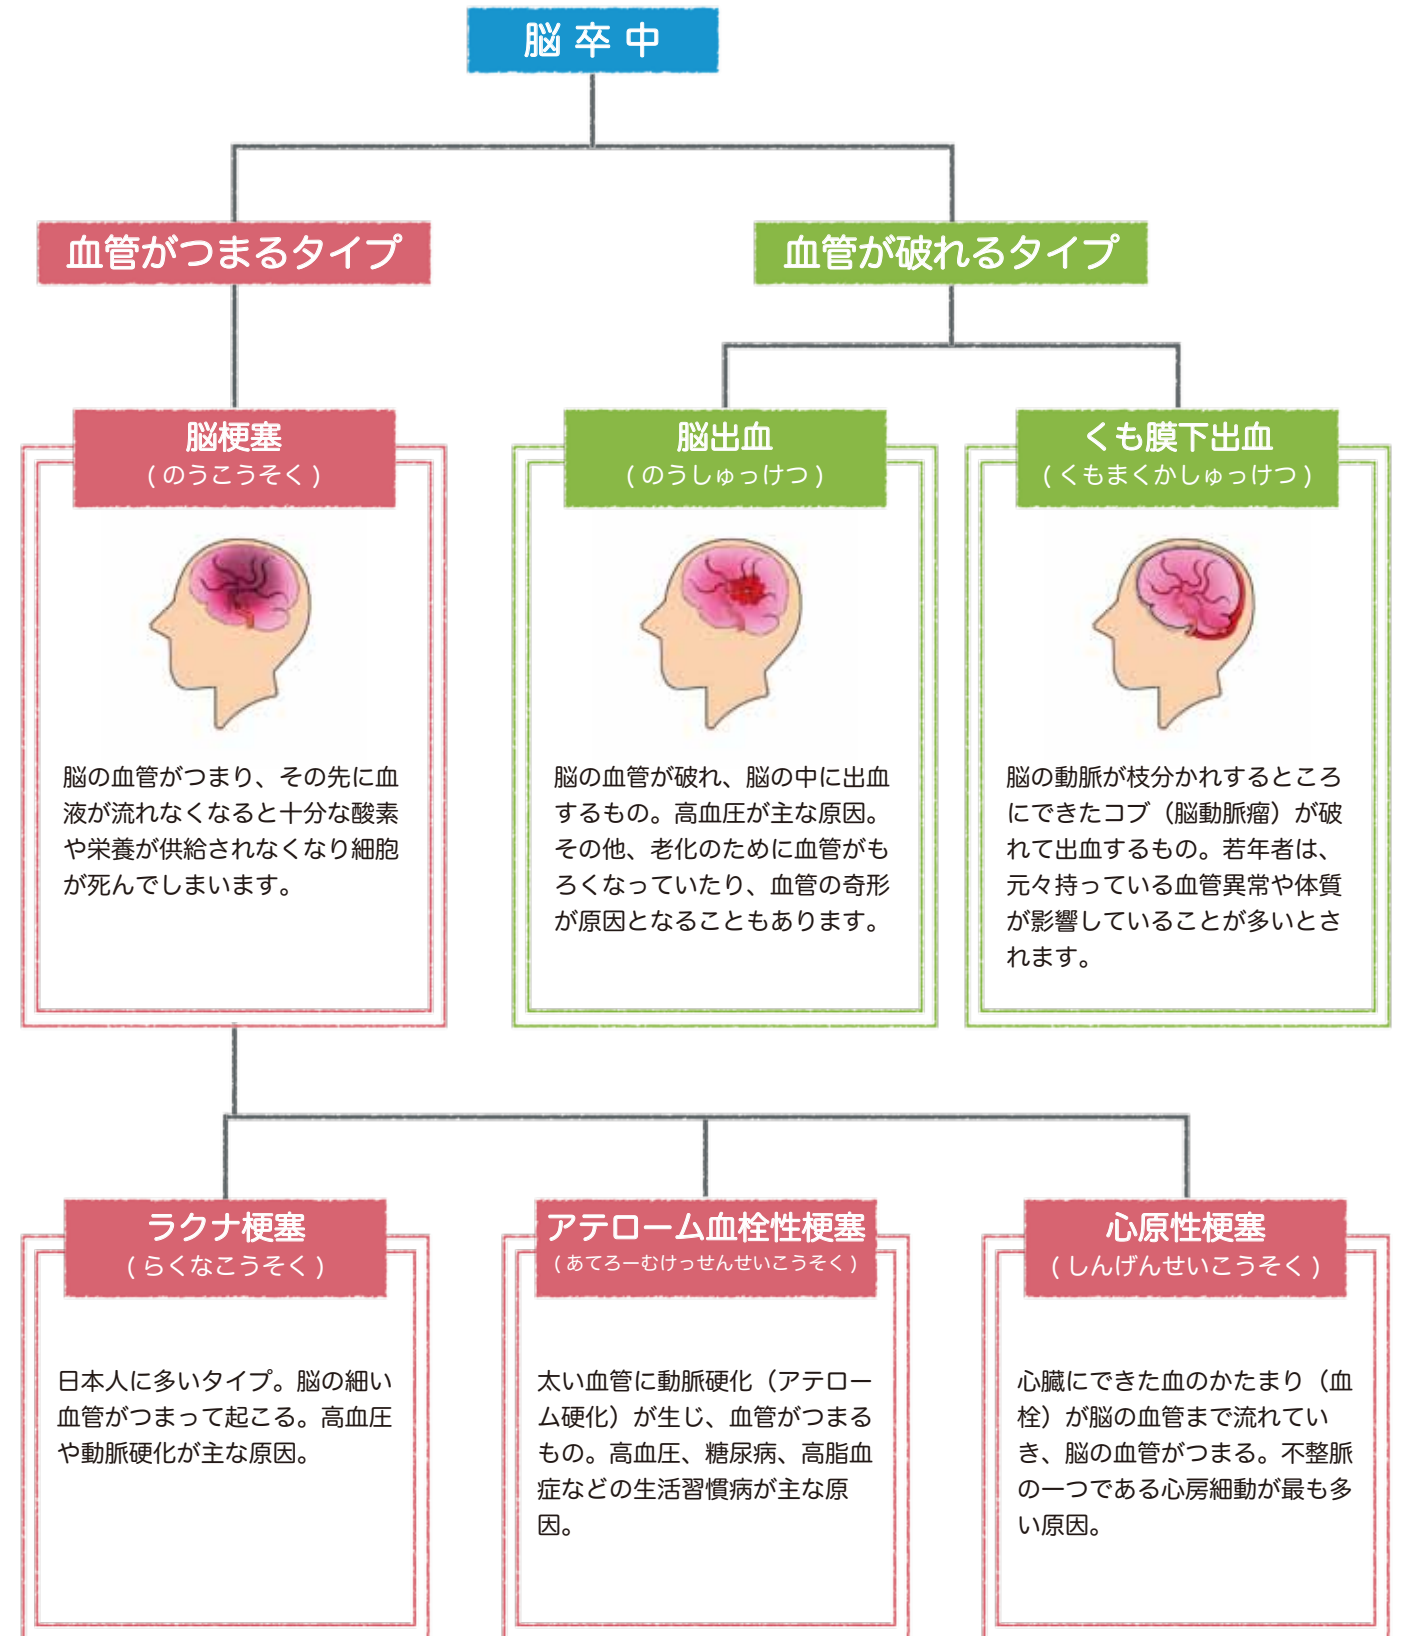 脳卒中
血管がつまるタイプ
血管が破れるタイプ
脳梗塞
(のうこうそく)
脳の血管がつまり、その先に血
液が流れなくなると十分な酸素
や栄養が供給されなくなり細胞
が死んでしまいます。
脳出血
(のうしゅっけつ)
脳の血管が破れ、脳の中に出血
するもの。高血圧が主な原因。
その他、老化のために血管がも
ろくなっていたり、血管の奇形
が原因となることもあります。
くも膜下出血
(くもまくかしゅっけつ)
脳の動脈が枝分かれするところ
にできたコブ（脳動脈瘤）が破
れて出血するもの。若年者は、
元々持っている血管異常や体質
が影響していることが多いとさ
れます。
ラクナ梗塞
(らくなこうそく)
日本人に多いタイプ。脳の細い
血管がつまって起こる。高血圧
や動脈硬化が主な原因。
アテローム血栓性梗塞
(あてろーむけっせんせいこうそく)
太い血管に動脈硬化（アテロー
ム硬化）が生じ、血管がつまる
もの。高血圧、糖尿病、高脂血
症などの生活習慣病が主な原
因。
心原性梗塞
(しんげんせいこうそく)
心臓にできた血のかたまり（血
栓）が脳の血管まで流れてい
き、脳の血管がつまる。不整脈
の一つである心房細動が最も多
い原因。